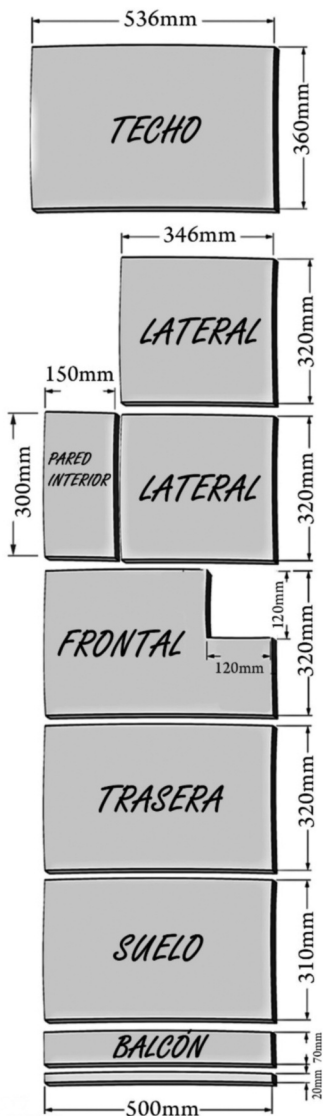 536mm
TECHO
360mm
346mm
LATERAL
320mm
150mm
PARED
INTERIOR
300mm
LATERAL
320mm
FRONTAL
120mm
120mm
320mm
TRASERA
320mm
SUELO
310mm
BALCÓN
70mm
20mm
500mm